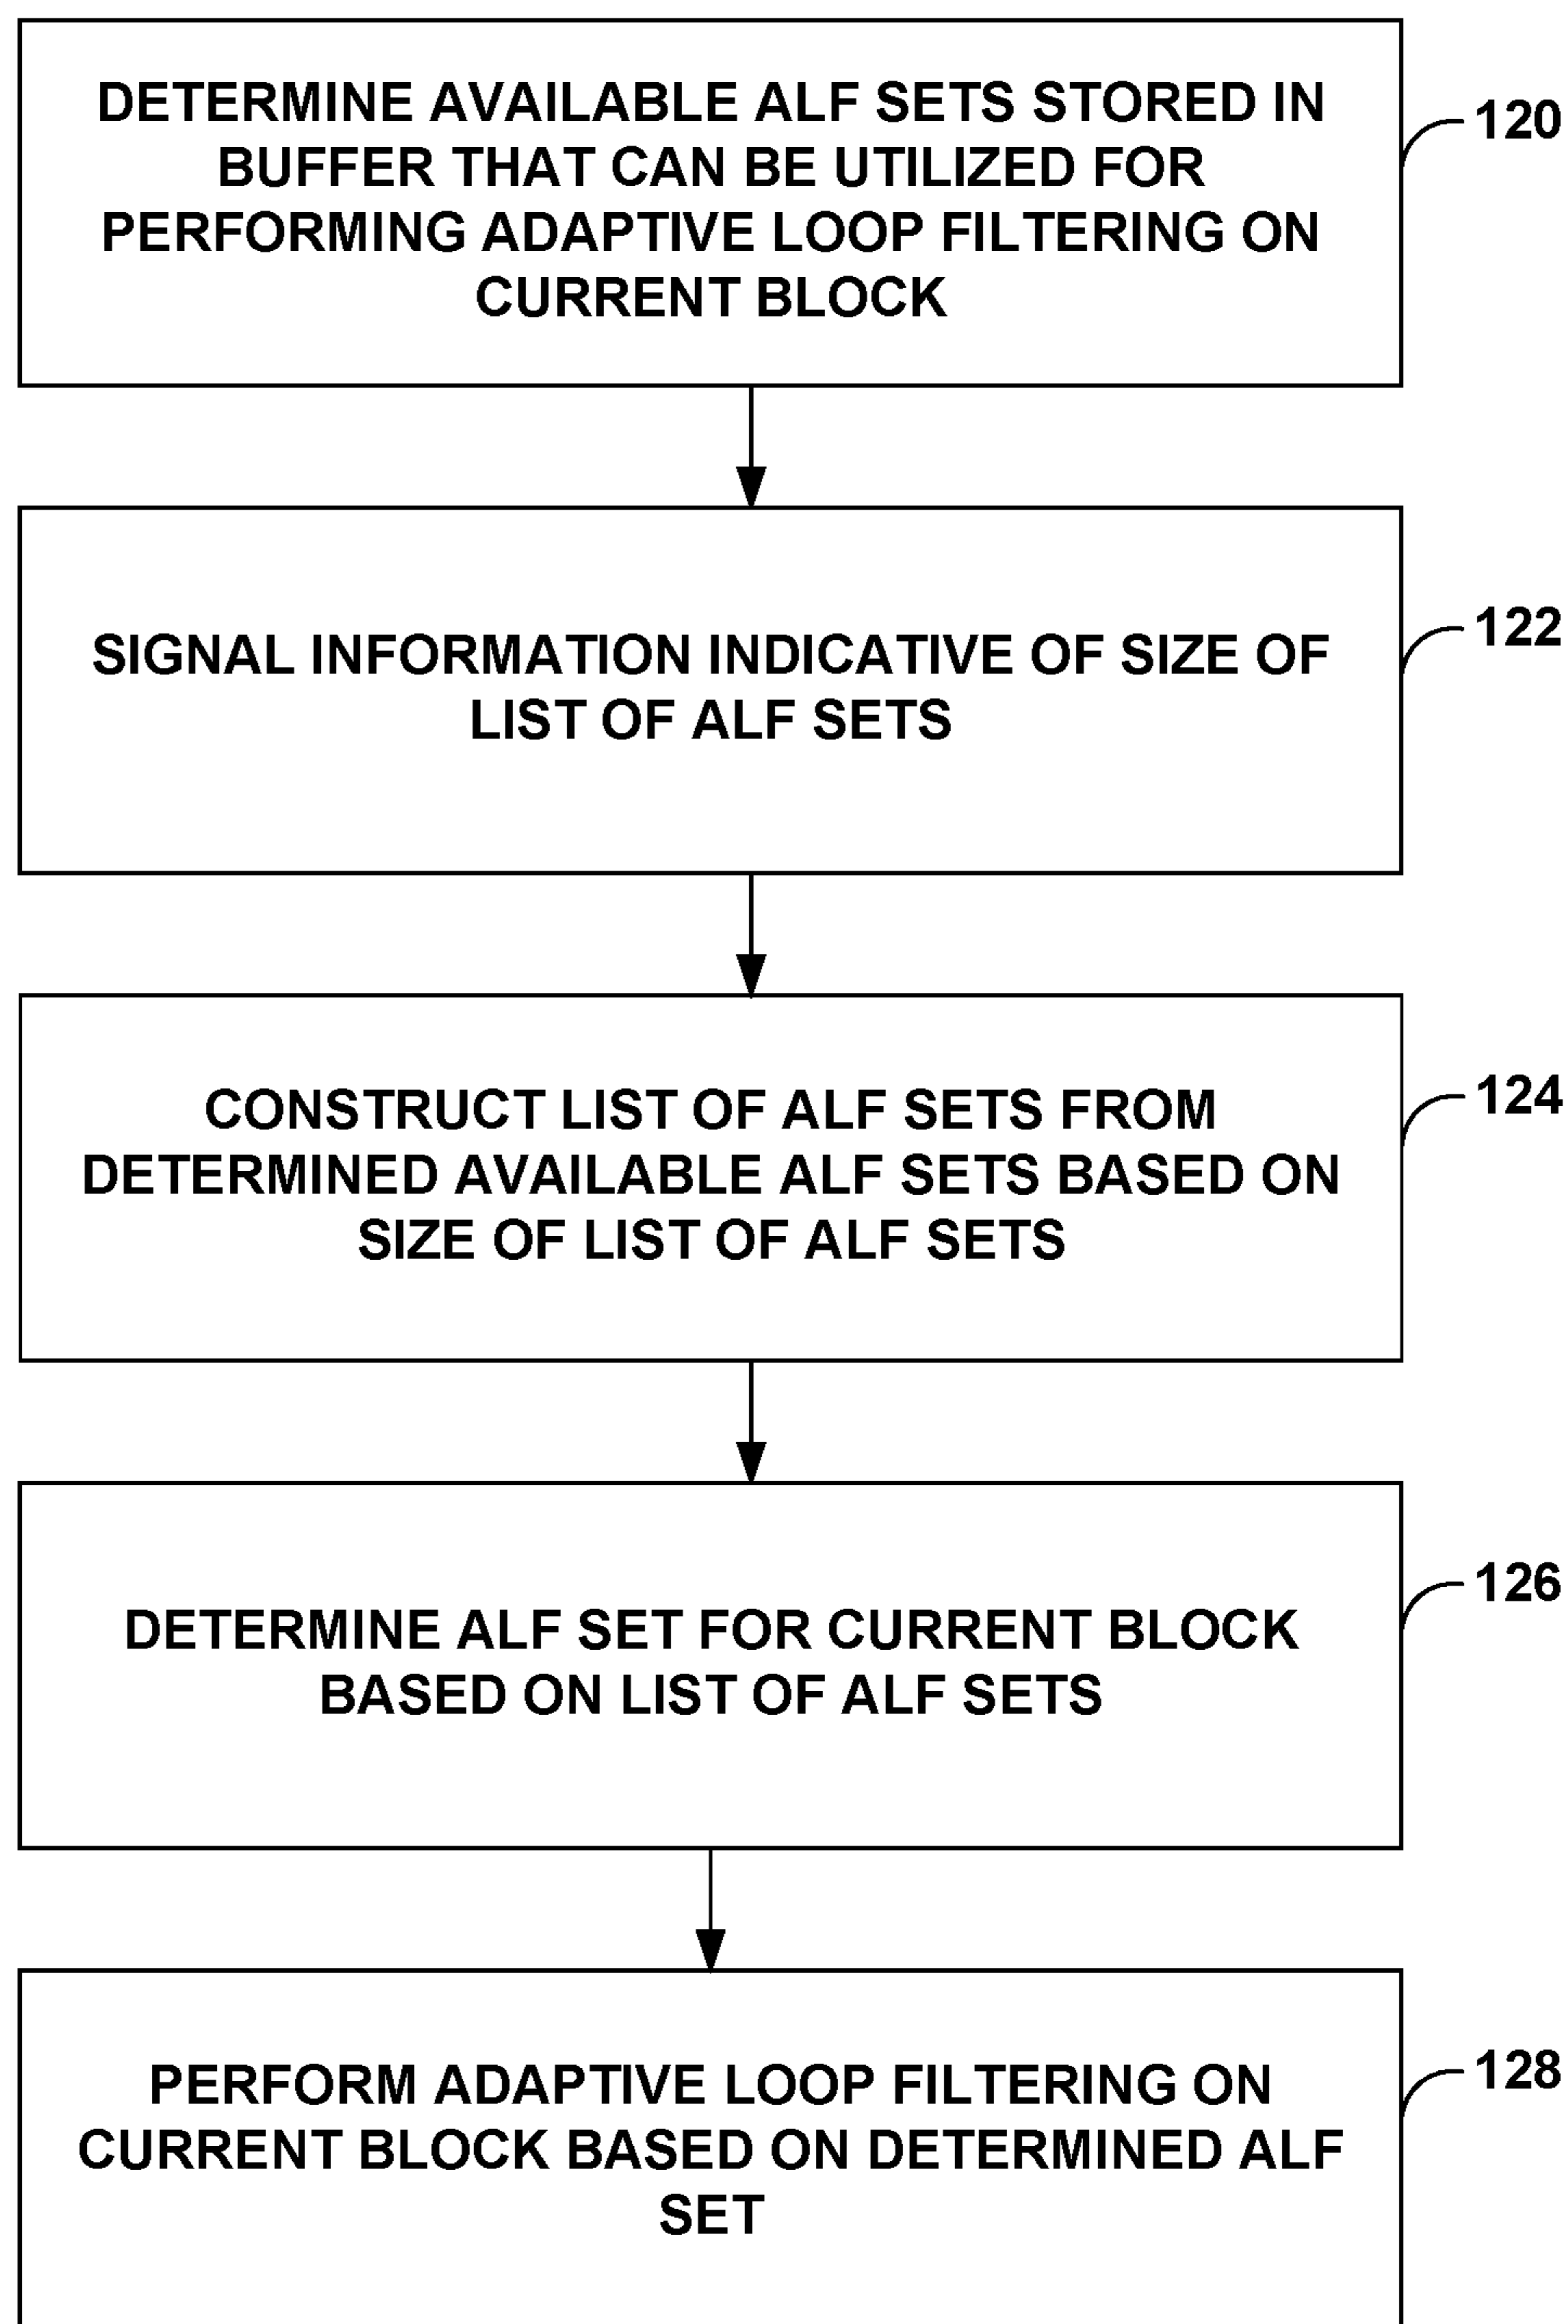 DETERMINE AVAILABLE ALF SETS STORED IN
BUFFER THAT CAN BE UTILIZED FOR
PERFORMING ADAPTIVE LOOP FILTERING ON
CURRENT BLOCK
120
SIGNAL INFORMATION INDICATIVE OF SIZE OF
LIST OF ALF SETS
122
CONSTRUCT LIST OF ALF SETS FROM
DETERMINED AVAILABLE ALF SETS BASED ON
SIZE OF LIST OF ALF SETS
124
DETERMINE ALF SET FOR CURRENT BLOCK
BASED ON LIST OF ALF SETS
126
PERFORM ADAPTIVE LOOP FILTERING ON
CURRENT BLOCK BASED ON DETERMINED ALF
SET
128